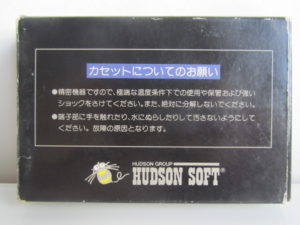 カセットについてのお願い
●精密機器ですので、極端な温度条件下での使用や保管および強い
ショックをさけてください。また、絶対に分解しないでください。
●端子部に手を触れたり、水にぬらしたりして汚さないようにして
ください。故障の原因となります。
HUDSON GROUP
HUDSON SOFT®